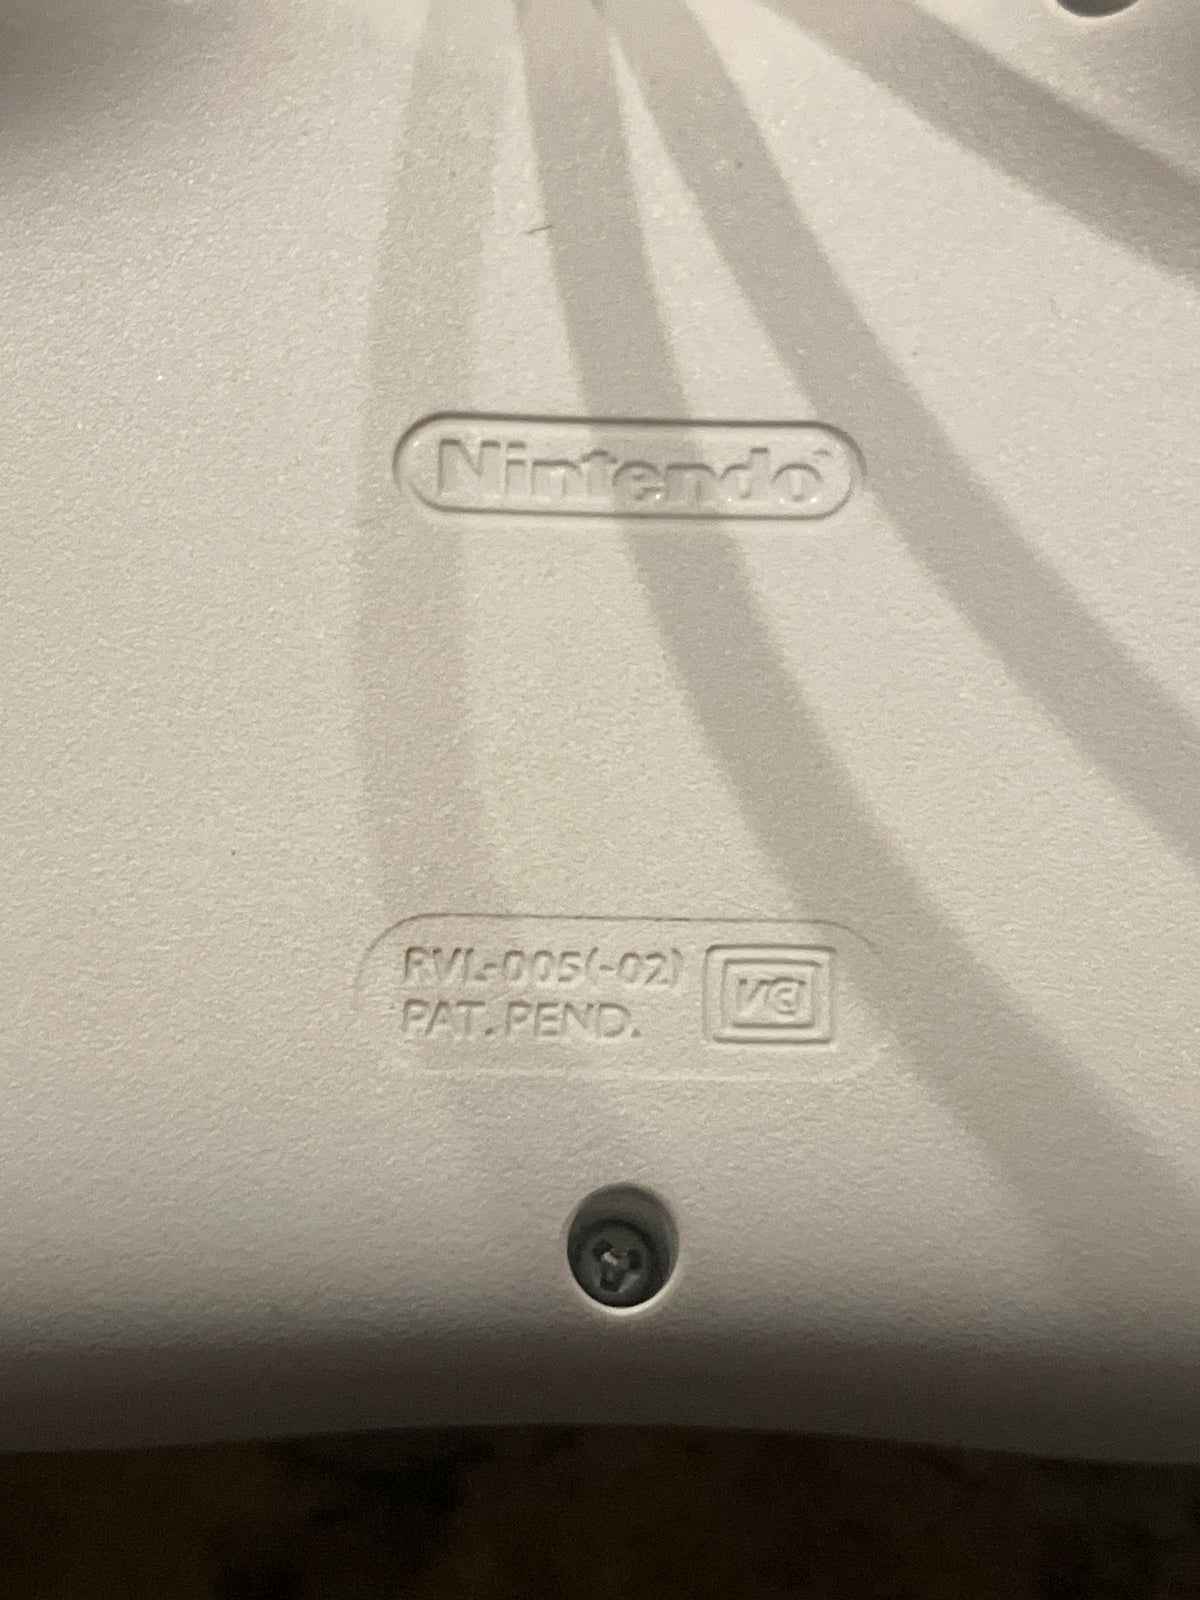 Nintendo
RVL-005(-02)
PAT. PEND.